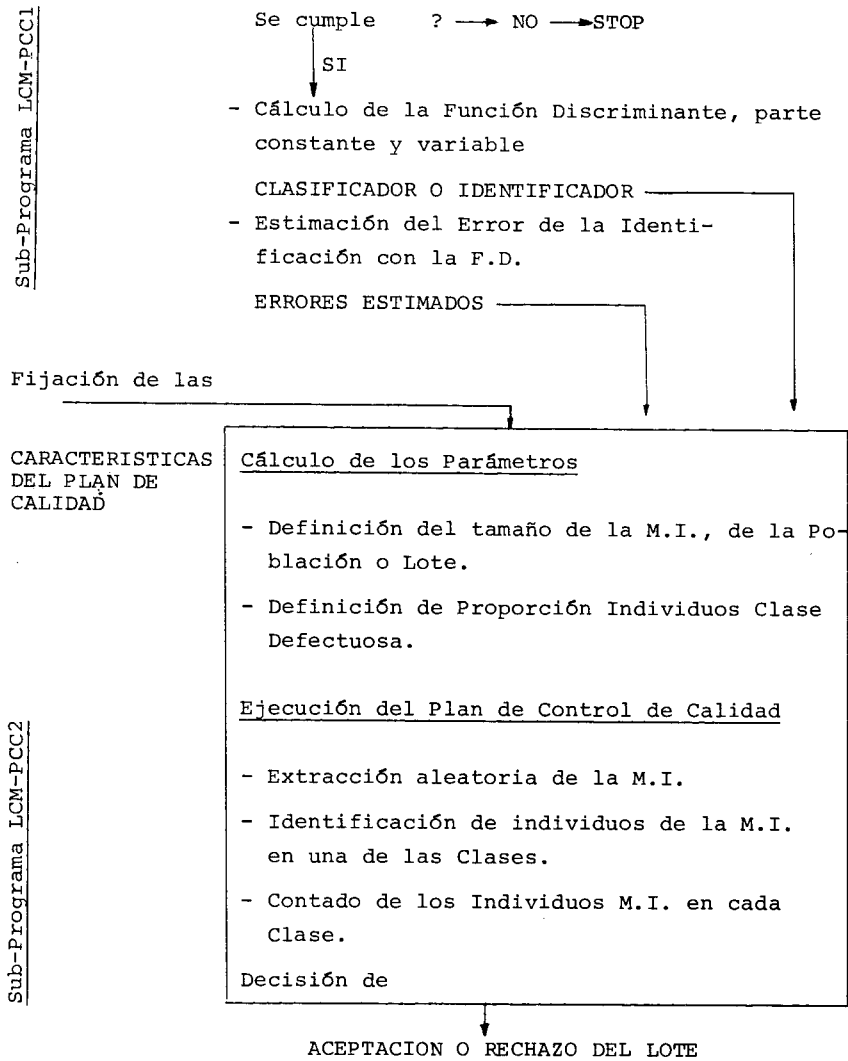 Sub-Programa LCM-PCC1
Se cumple ? → NO → STOP
SI
- Cálculo de la Función Discriminante, parte
constante y variable
CLASIFICADOR O IDENTIFICADOR
- Estimación del Error de la Identi-
ficación con la F.D.
ERRORES ESTIMADOS
Fijación de las
CARACTERISTICAS
DEL PLAN DE
CALIDAD
Cálculo de los Parámetros
- Definición del tamaño de la M.I., de la Po-
blación o Lote.
- Definición de Proporción Individuos Clase
Defectuosa.
Sub-Programa LCM-PCC2
Ejecución del Plan de Control de Calidad
- Extracción aleatoria de la M.I.
- Identificación de individuos de la M.I.
en una de las Clases.
- Contado de los Individuos M.I. en cada
Clase.
Decisión de
ACEPTACION O RECHAZO DEL LOTE